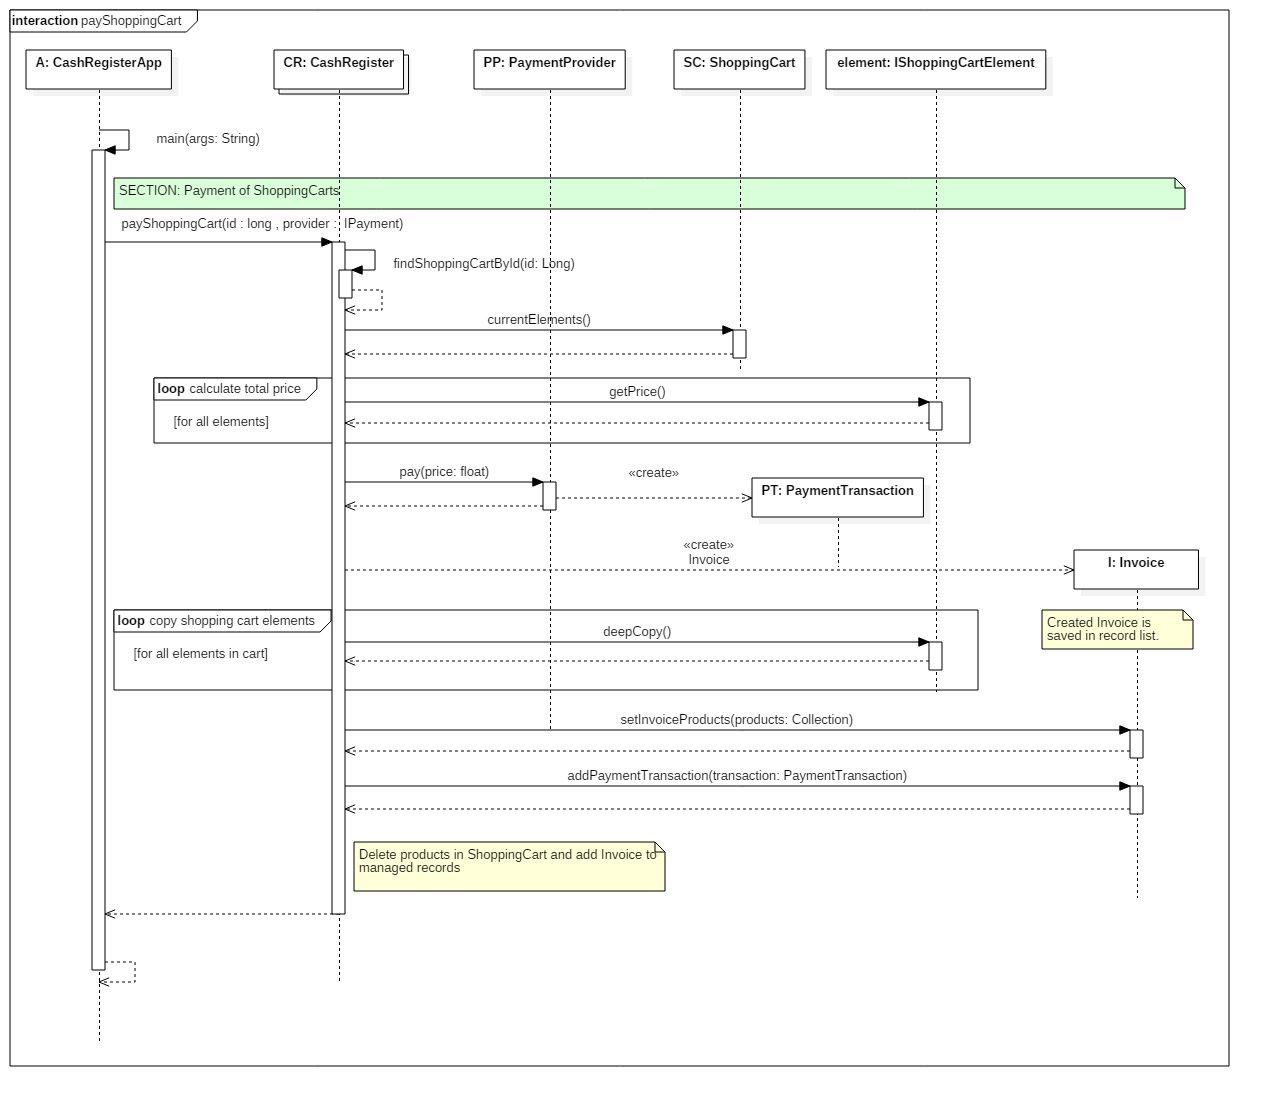 interaction payShoppingCart
A: CashRegisterApp
CR: CashRegister
PP: PaymentProvider
SC: ShoppingCart
element: IShoppingCartElement
main(args: String)
SECTION: Payment of ShoppingCarts
payShoppingCart(id : long , provider : IPayment)
findShoppingCartById(id: Long)
currentElements()
loop calculate total price
getPrice()
[for all elements]
pay(price: float)
«create»
PT: PaymentTransaction
«create»
Invoice
I: Invoice
loop copy shopping cart elements
Created Invoice is
saved in record list.
deepCopy()
[for all elements in cart]
setInvoiceProducts(products: Collection)
addPaymentTransaction(transaction: PaymentTransaction)
Delete products in ShoppingCart and add Invoice to
managed records